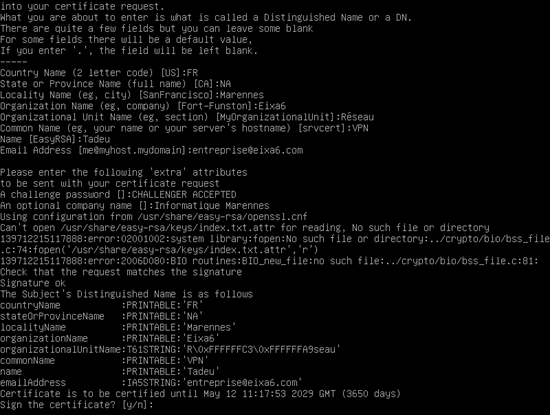 into your certificate request.
What you are about to enter is what is called a Distinguished Name or a DN.
There are quite a few fields but you can leave some blank
For some fields there will be a default value,
If you enter '.', the field will be left blank.
-----
Country Name (2 letter code) [US]:FR
State or Province Name (full name) [CA]:NA
Locality Name (eg, city) [SanFrancisco]:Marennes
Organization Name (eg, company) [Fort-Funston]:Eixa6
Organizational Unit Name (eg, section) [MyOrganizationalUnit]:Réseau
Common Name (eg, your name or your server's hostname) [srvcert]:VPN
Name [EasyRSA]:Tadeu
Email Address [me@myhost.mydomain]:entreprise@eixa6.com

Please enter the following 'extra' attributes
to be sent with your certificate request
A challenge password []:CHALLENGER ACCEPTED
An optional company name []:Informatique Marennes
Using configuration from /usr/share/easy-rsa/openssl.cnf
Can't open /usr/share/easy-rsa/keys/index.txt.attr for reading, No such file or directory
139712215117888:error:02001002:system library:fopen:No such file or directory:../crypto/bio/bss_file
.c:74:fopen('/usr/share/easy-rsa/keys/index.txt.attr','r')
139712215117888:error:2006D080:BIO routines:BIO_new_file:no such file:../crypto/bio/bss_file.c:81:
Check that the request matches the signature
Signature ok
The Subject's Distinguished Name is as follows
countryName :PRINTABLE:'FR'
stateOrProvinceName :PRINTABLE:'NA'
localityName :PRINTABLE:'Marennes'
organizationName :PRINTABLE:'Eixa6'
organizationalUnitName:T61STRING:'R\0xFFFFFFC3\0xFFFFFFA9seau'
commonName :PRINTABLE:'VPN'
name :PRINTABLE:'Tadeu'
emailAddress :IA5STRING:'entreprise@eixa6.com'
Certificate is to be certified until May 12 11:17:53 2029 GMT (3650 days)
Sign the certificate? [y/n]: